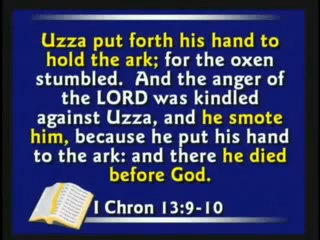 Uzza put forth his hand to
hold the ark; for the oxen
stumbled. And the anger of
the LORD was kindled
against Uzza, and he smote
him, because he put his hand
to the ark: and there he died
before God.
I Chron 13:9-10